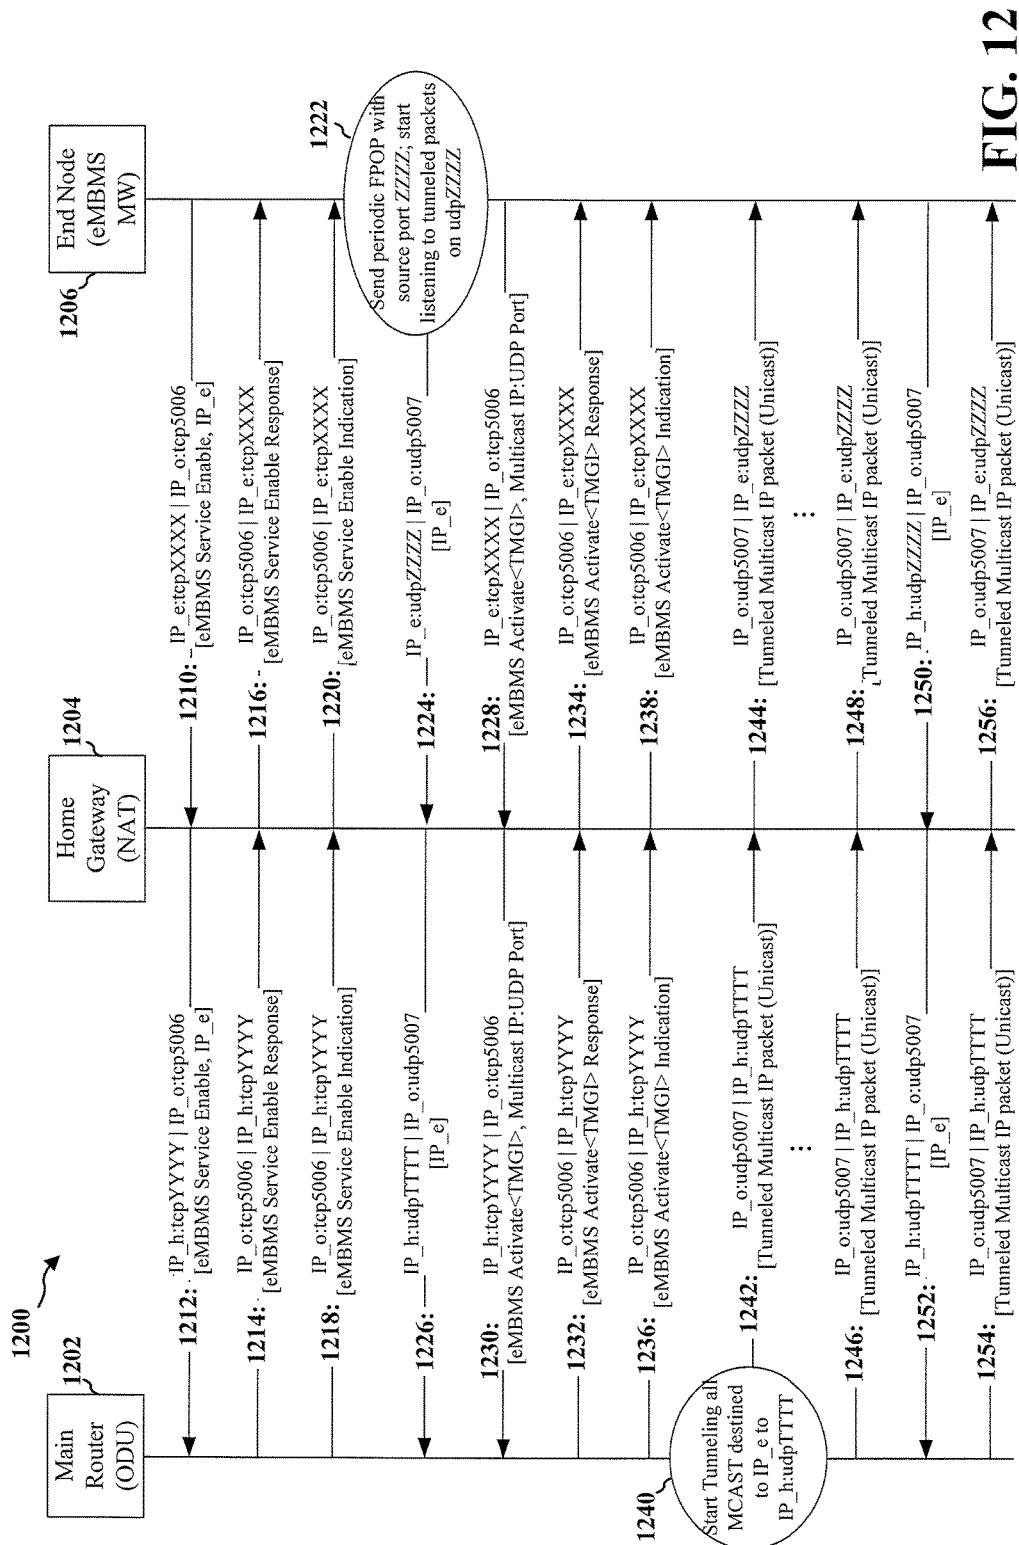 1200
1202
Main
Router
(ODU)
1204
Home
Gateway
(NAT)
1206
End Node
(eMBMS
MW)
1210: IP_e:tcpXXXX | IP_o:tcp5006
[eMBMS Service Enable, IP_e]
1212: IP_h:tcpYYYY | IP_o:tcp5006
[eMBMS Service Enable, IP_e]
1214: IP_o:tcp5006 | IP_h:tcpYYYY
[eMBMS Service Enable Response]
1216: IP_o:tcp5006 | IP_e:tcpXXXX
[eMBMS Service Enable Response]
1218: IP_o:tcp5006 | IP_h:tcpYYYY
[eMBMS Service Enable Indication]
1220: IP_o:tcp5006 | IP_e:tcpXXXX
[eMBMS Service Enable Indication]
1222
Send periodic FPOP with
source port ZZZZ; start
listening to tunneled packets
on udpZZZZ
1224: IP_e:udpZZZZ | IP_o:udp5007
[IP_e]
1226: IP_h:udpTTTT | IP_o:udp5007
[IP_e]
1228: IP_e:tcpXXXX | IP_o:tcp5006
[eMBMS Activate<TMGI>, Multicast IP:UDP Port]
1230: IP_h:tcpYYYY | IP_o:tcp5006
[eMBMS Activate<TMGI>, Multicast IP:UDP Port]
1232: IP_o:tcp5006 | IP_h:tcpYYYY
[eMBMS Activate<TMGI> Response]
1234: IP_o:tcp5006 | IP_e:tcpXXXX
[eMBMS Activate<TMGI> Response]
1236: IP_o:tcp5006 | IP_h:tcpYYYY
[eMBMS Activate<TMGI> Indication]
1238: IP_o:tcp5006 | IP_e:tcpXXXX
[eMBMS Activate<TMGI> Indication]
1240
Start Tunneling all
MCAST destined
to IP_e to
IP_h:udpTTTT
1242: IP_o:udp5007 | IP_h:udpTTTT
[Tunneled Multicast IP packet (Unicast)]
1244: IP_o:udp5007 | IP_e:udpZZZZ
[Tunneled Multicast IP packet (Unicast)]
...
...
1246: IP_o:udp5007 | IP_h:udpTTTT
[Tunneled Multicast IP packet (Unicast)]
1248: IP_o:udp5007 | IP_e:udpZZZZ
[Tunneled Multicast IP packet (Unicast)]
1250: IP_h:udpZZZZ | IP_o:udp5007
[IP_e]
1252: IP_h:udpTTTT | IP_o:udp5007
[IP_e]
1254: IP_o:udp5007 | IP_h:udpTTTT
[Tunneled Multicast IP packet (Unicast)]
1256: IP_o:udp5007 | IP_e:udpZZZZ
[Tunneled Multicast IP packet (Unicast)]
FIG. 12